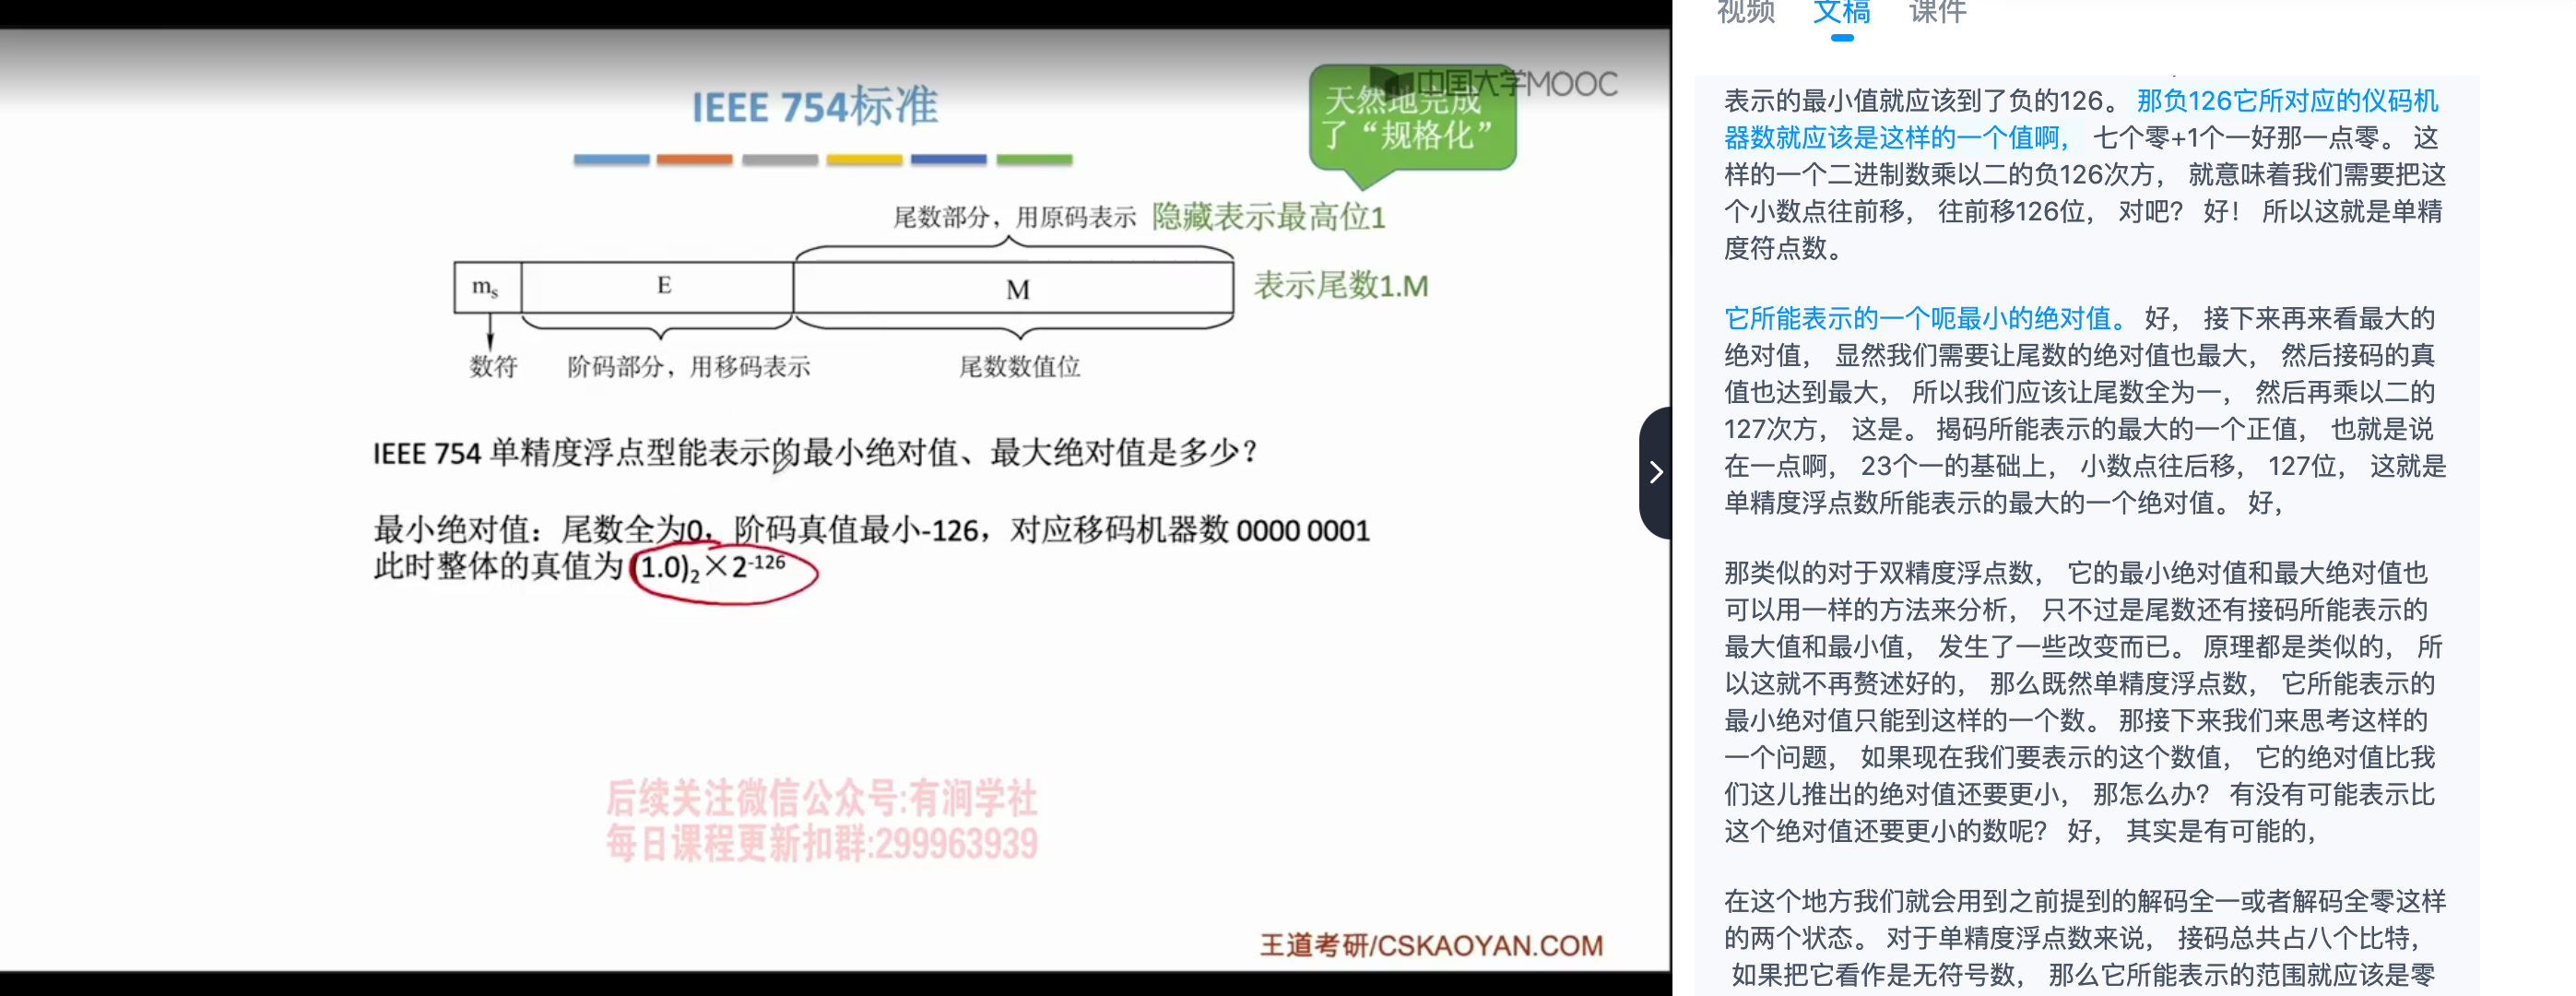 中国大学MOOC
IEEE 754标准
天然地完成
了“规格化”
尾数部分，用原码表示 隐藏表示最高位1
ms E M 表示尾数1.M
数符 阶码部分，用移码表示 尾数数值位
IEEE 754 单精度浮点型能表示的最小绝对值、最大绝对值是多少？
最小绝对值：尾数全为0，阶码真值最小-126，对应移码机器数 0000 0001
此时整体的真值为 (1.0)₂×2⁻¹²⁶
后续关注微信公众号:有涧学社
每日课程更新扣群:299963939
王道考研/CSKAOYAN.COM
视频 文稿 课件
表示的最小值就应该到了负的126。 那负126它所对应的仪码机
器数就应该是这样的一个值啊， 七个零+1个一好那一点零。 这
样的一个二进制数乘以二的负126次方， 就意味着我们需要把这
个小数点往前移， 往前移126位， 对吧？ 好！ 所以这就是单精
度符点数。
它所能表示的一个呃最小的绝对值。 好， 接下来再来看最大的
绝对值， 显然我们需要让尾数的绝对值也最大， 然后接码的真
值也达到最大， 所以我们应该让尾数全为一， 然后再乘以二的
127次方， 这是。 揭码所能表示的最大的一个正值， 也就是说
在一点啊， 23个一的基础上， 小数点往后移， 127位， 这就是
单精度浮点数所能表示的最大的一个绝对值。 好，
那类似的对于双精度浮点数， 它的最小绝对值和最大绝对值也
可以用一样的方法来分析， 只不过是尾数还有接码所能表示的
最大值和最小值， 发生了一些改变而已。 原理都是类似的， 所
以这就不再赘述好的， 那么既然单精度浮点数， 它所能表示的
最小绝对值只能到这样的一个数。 那接下来我们来思考这样的
一个问题， 如果现在我们要表示的这个数值， 它的绝对值比我
们这儿推出的绝对值还要更小， 那怎么办？ 有没有可能表示比
这个绝对值还要更小的数呢？ 好， 其实是有可能的，
在这个地方我们就会用到之前提到的解码全一或者解码全零这样
的两个状态。 对于单精度浮点数来说， 接码总共占八个比特，
如果把它看作是无符号数， 那么它所能表示的范围就应该是零